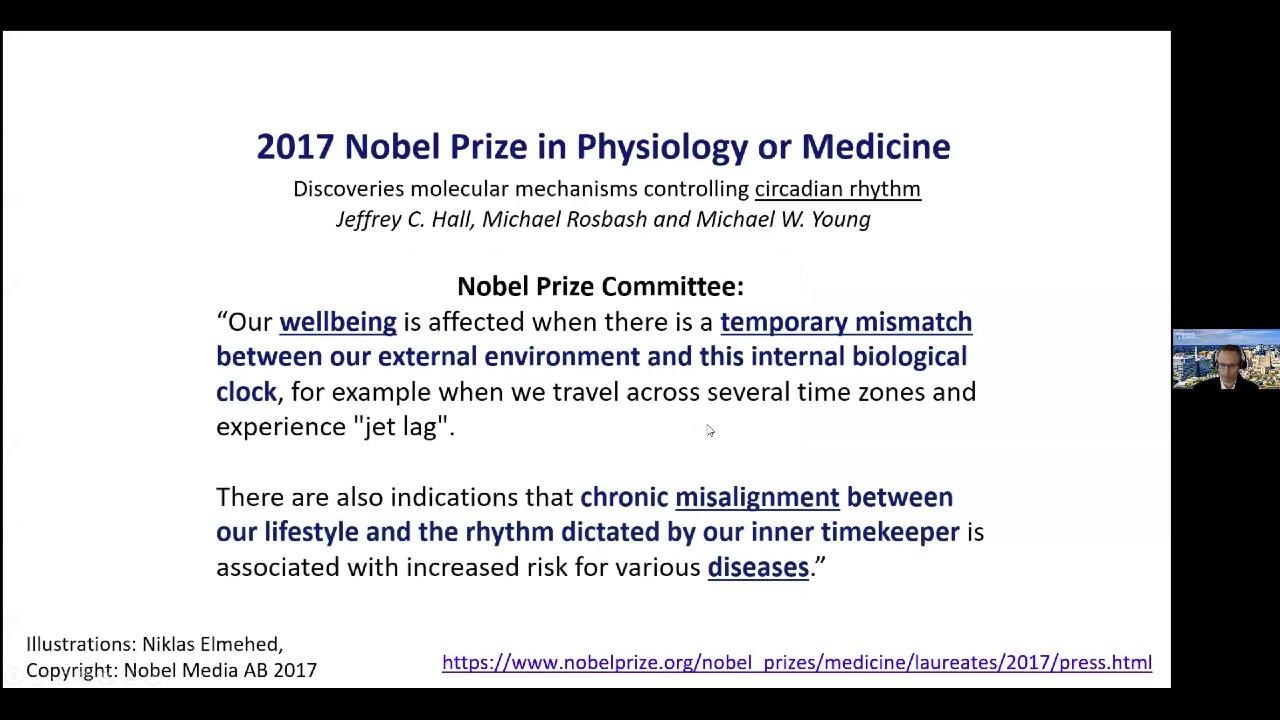 2017 Nobel Prize in Physiology or Medicine
Discoveries molecular mechanisms controlling circadian rhythm
Jeffrey C. Hall, Michael Rosbash and Michael W. Young
Nobel Prize Committee:
“Our wellbeing is affected when there is a temporary mismatch
between our external environment and this internal biological
clock, for example when we travel across several time zones and
experience "jet lag".
There are also indications that chronic misalignment between
our lifestyle and the rhythm dictated by our inner timekeeper is
associated with increased risk for various diseases.”
Illustrations: Niklas Elmehed,
Copyright: Nobel Media AB 2017
https://www.nobelprize.org/nobel_prizes/medicine/laureates/2017/press.html